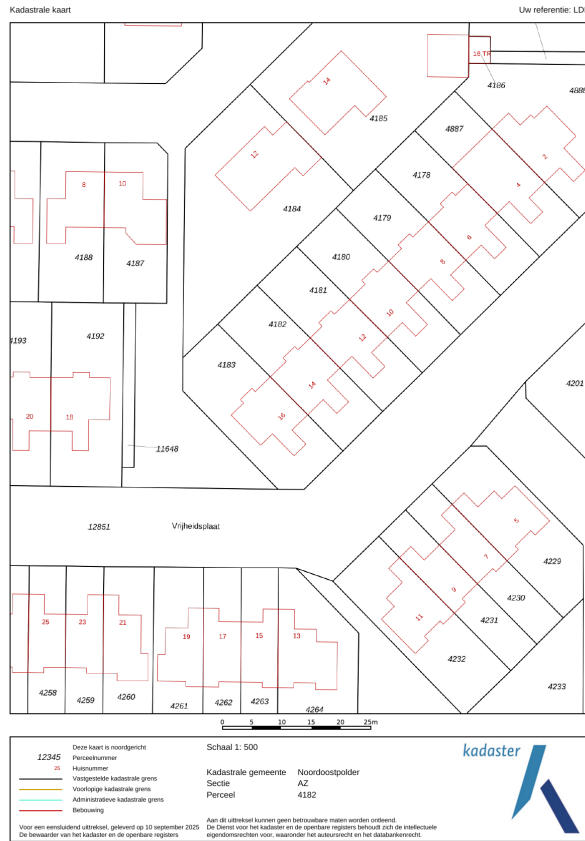 Kadastrale kaart
Uw referentie: LD
18 TR
14
4186
4888
4185
4887
2
12
4178
4
8
10
4184
4179
6
4188
4187
4180
8
4181
10
4193
4192
4182
12
4183
4201
14
20
18
16
11648
5
12851
Vrijheidsplaat
7
4229
9
4230
11
4231
25
23
21
19
17
15
13
4232
4258
4259
4260
4261
4262
4263
4264
4233
0 5 10 15 20 25m
Deze kaart is noordgericht
12345 Perceelnummer
25 Huisnummer
Vastgestelde kadastrale grens
Voorlopige kadastrale grens
Administratieve kadastrale grens
Bebouwing
Voor een eensluidend uittreksel, geleverd op 10 september 2025
De bewaarder van het kadaster en de openbare registers
Schaal 1: 500
Kadastrale gemeente Noordoostpolder
Sectie AZ
Perceel 4182
Aan dit uittreksel kunnen geen betrouwbare maten worden ontleend.
De Dienst voor het kadaster en de openbare registers behoudt zich de intellectuele
eigendomsrechten voor, waaronder het auteursrecht en het databankenrecht.
kadaster